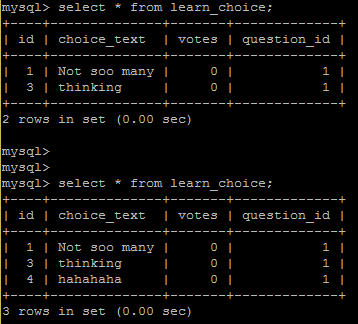 mysql> select * from learn_choice;
+----+--------------+-------+-------------+
| id | choice_text  | votes | question_id |
+----+--------------+-------+-------------+
|  1 | Not soo many |     0 |           1 |
|  3 | thinking     |     0 |           1 |
+----+--------------+-------+-------------+
2 rows in set (0.00 sec)
mysql>
mysql>
mysql> select * from learn_choice;
+----+--------------+-------+-------------+
| id | choice_text  | votes | question_id |
+----+--------------+-------+-------------+
|  1 | Not soo many |     0 |           1 |
|  3 | thinking     |     0 |           1 |
|  4 | hahahaha     |     0 |           1 |
+----+--------------+-------+-------------+
3 rows in set (0.00 sec)